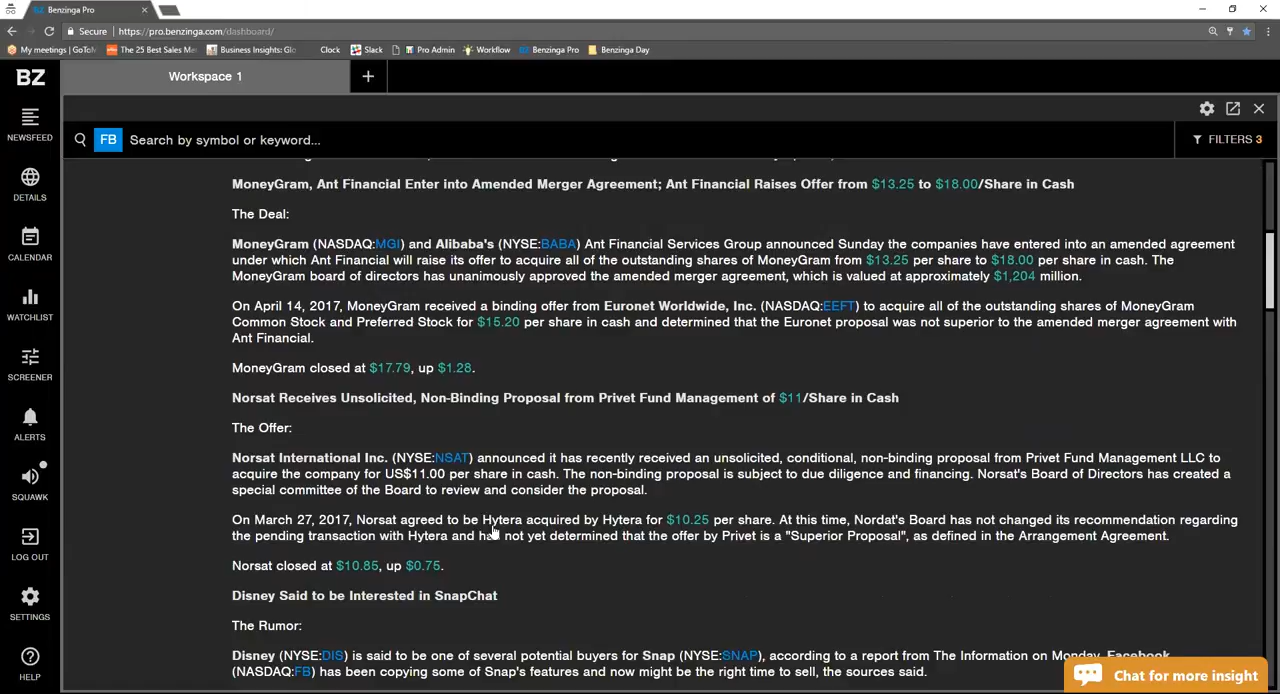 Benzinga Pro
Secure | https://pro.benzinga.com/dashboard/
My meetings | GoToM The 25 Best Sales Me Business Insights: Glo Clock Slack Pro Admin Workflow Benzinga Pro Benzinga Day
BZ
Workspace 1
+
NEWSFEED
FB Search by symbol or keyword...
FILTERS 3
DETAILS
CALENDAR
WATCHLIST
SCREENER
ALERTS
SQUAWK
LOG OUT
SETTINGS
HELP
MoneyGram, Ant Financial Enter into Amended Merger Agreement; Ant Financial Raises Offer from $13.25 to $18.00/Share in Cash
The Deal:
MoneyGram (NASDAQ:MGI) and Alibaba's (NYSE:BABA) Ant Financial Services Group announced Sunday the companies have entered into an amended agreement
under which Ant Financial will raise its offer to acquire all of the outstanding shares of MoneyGram from $13.25 per share to $18.00 per share in cash. The
MoneyGram board of directors has unanimously approved the amended merger agreement, which is valued at approximately $1,204 million.
On April 14, 2017, MoneyGram received a binding offer from Euronet Worldwide, Inc. (NASDAQ:EEFT) to acquire all of the outstanding shares of MoneyGram
Common Stock and Preferred Stock for $15.20 per share in cash and determined that the Euronet proposal was not superior to the amended merger agreement with
Ant Financial.
MoneyGram closed at $17.79, up $1.28.
Norsat Receives Unsolicited, Non-Binding Proposal from Privet Fund Management of $11/Share in Cash
The Offer:
Norsat International Inc. (NYSE:NSAT) announced it has recently received an unsolicited, conditional, non-binding proposal from Privet Fund Management LLC to
acquire the company for US$11.00 per share in cash. The non-binding proposal is subject to due diligence and financing. Norsat's Board of Directors has created a
special committee of the Board to review and consider the proposal.
On March 27, 2017, Norsat agreed to be Hytera acquired by Hytera for $10.25 per share. At this time, Nordat's Board has not changed its recommendation regarding
the pending transaction with Hytera and has not yet determined that the offer by Privet is a "Superior Proposal", as defined in the Arrangement Agreement.
Norsat closed at $10.85, up $0.75.
Disney Said to be Interested in SnapChat
The Rumor:
Disney (NYSE:DIS) is said to be one of several potential buyers for Snap (NYSE:SNAP), according to a report from The Information on Monday. Facebook
(NASDAQ:FB) has been copying some of Snap's features and now might be the right time to sell, the sources said.
Chat for more insight